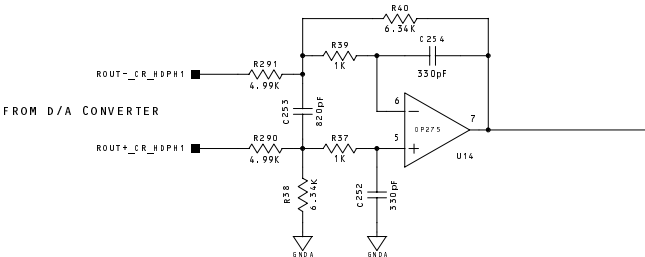 R40
6.34K
C254
R39
1K
330pF
R291
ROUT-_CR_HDPH1
4.99K
C253
820pF
6
FROM D/A CONVERTER
7
OP275
5
R290
R37
ROUT+_CR_HDPH1
4.99K
1K
U14
R38
6.34K
C252
330pF
GNDA
GNDA